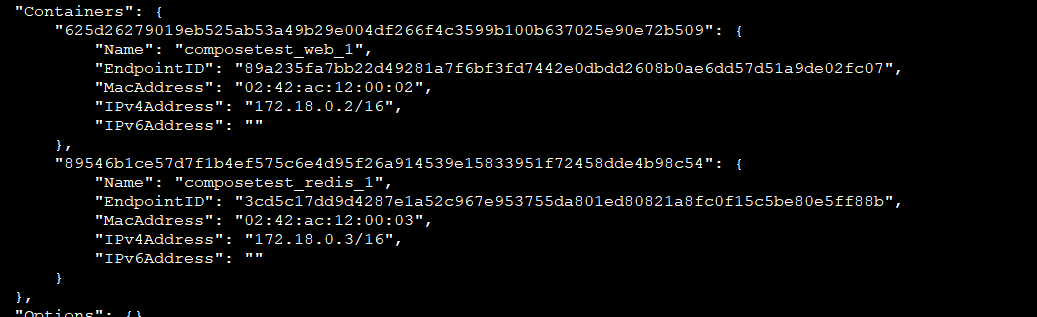 "Containers": {
"625d26279019eb525ab53a49b29e004df266f4c3599b100b637025e90e72b509": {
"Name": "composetest_web_1",
"EndpointID": "89a235fa7bb22d49281a7f6bf3fd7442e0dbdd2608b0ae6dd57d51a9de02fc07",
"MacAddress": "02:42:ac:12:00:02",
"IPv4Address": "172.18.0.2/16",
"IPv6Address": ""
},
"89546b1ce57d7f1b4ef575c6e4d95f26a914539e15833951f72458dde4b98c54": {
"Name": "composetest_redis_1",
"EndpointID": "3cd5c17dd9d4287e1a52c967e953755da801ed80821a8fc0f15c5be80e5ff88b",
"MacAddress": "02:42:ac:12:00:03",
"IPv4Address": "172.18.0.3/16",
"IPv6Address": ""
}
},
"Options": {}